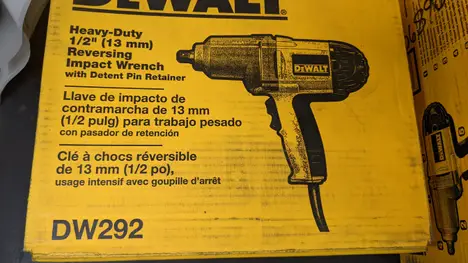 DEWALT
Heavy-Duty
1/2" (13 mm)
Reversing
Impact Wrench
with Detent Pin Retainer
DEWALT
Llave de impacto de
contramarcha de 13 mm
(1/2 pulg) para trabajo pesado
con pasador de retención
Clé à chocs réversible
de 13 mm (1/2 po),
usage intensif avec goupille d'arrêt
DW292